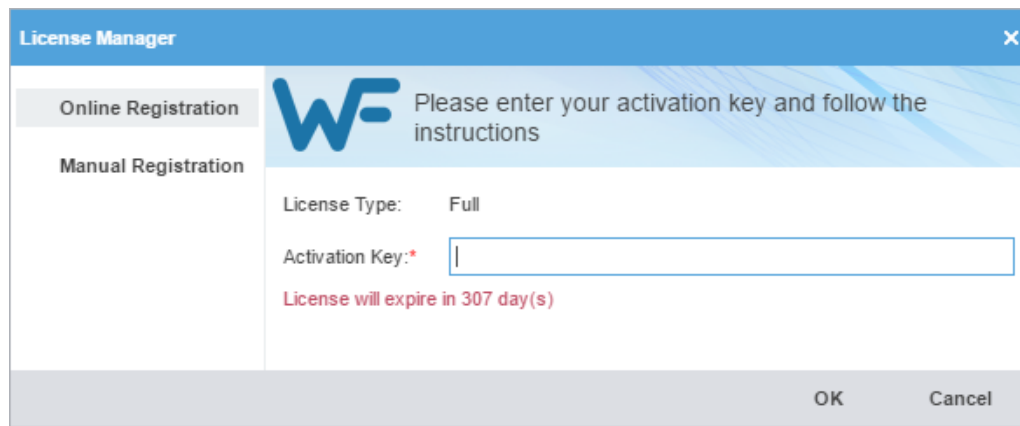 License Manager
Online Registration
Manual Registration
WF
Please enter your activation key and follow the
instructions
License Type: Full
Activation Key:*
License will expire in 307 day(s)
OK Cancel